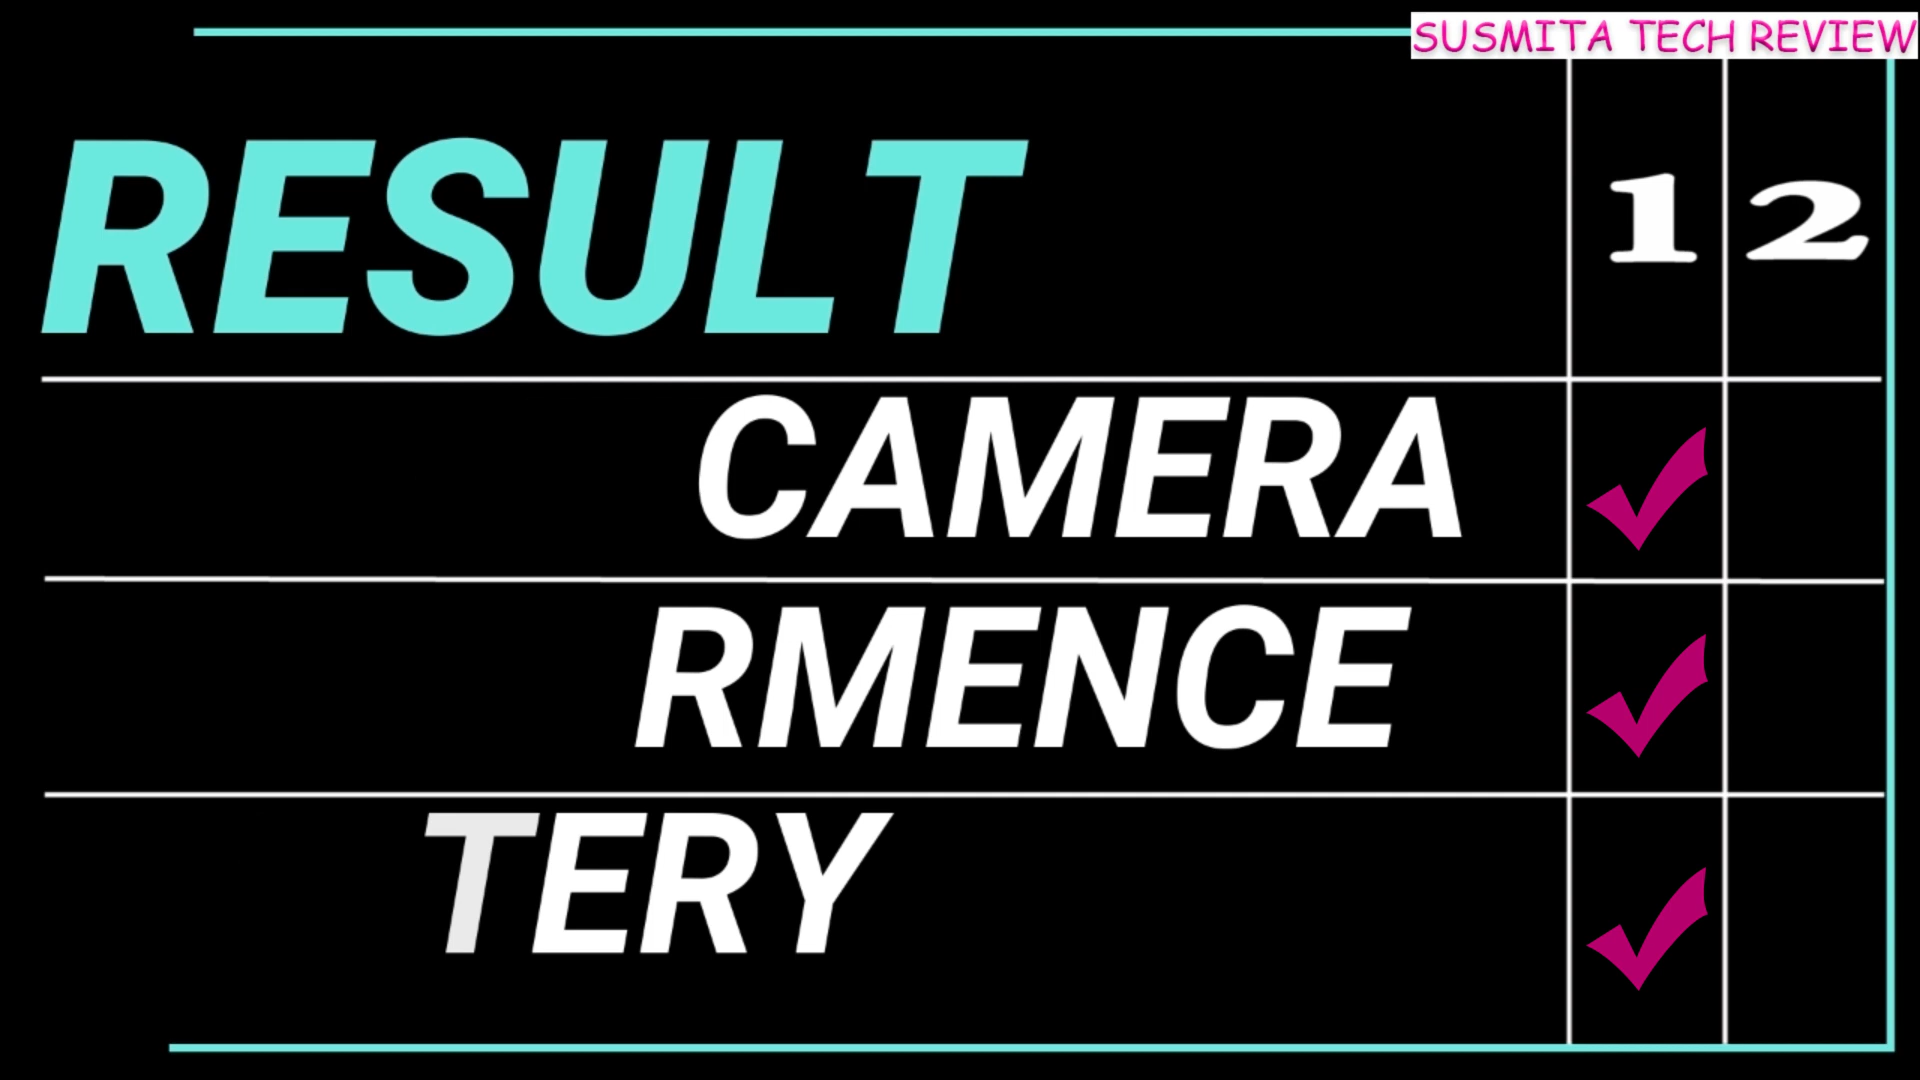 SUSMITA TECH REVIEW
RESULT 1 2
CAMERA
RMENCE
TERY